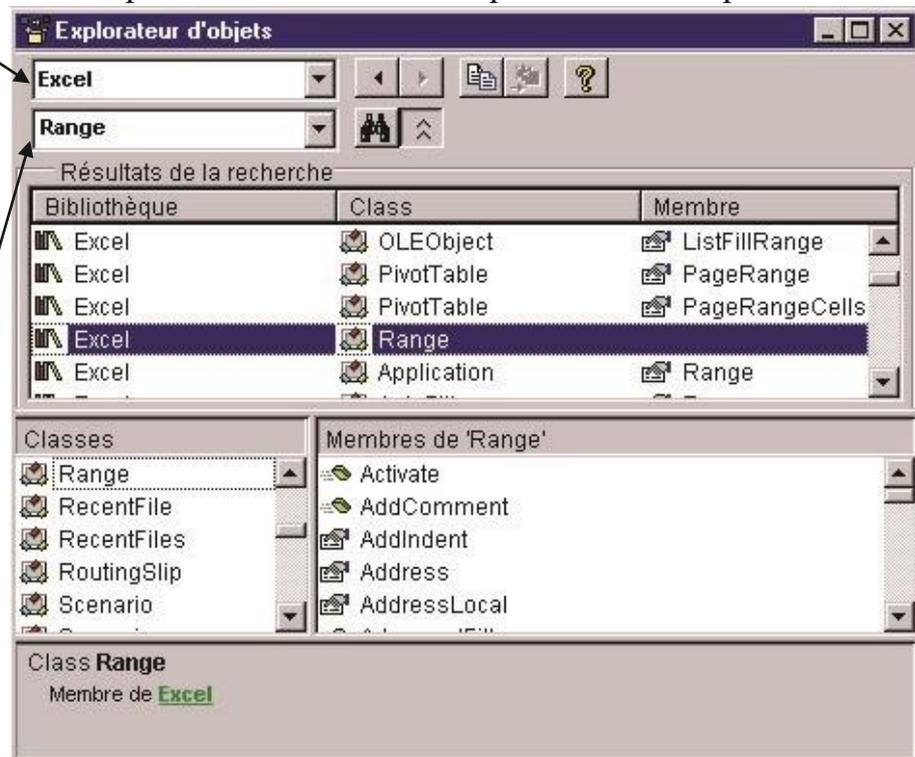 Explorateur d'objets
Excel
Range
Résultats de la recherche
Bibliothèque Class Membre
Excel OLEObject ListFillRange
Excel PivotTable PageRange
Excel PivotTable PageRangeCells
Excel Range
Excel Application Range
Classes Membres de 'Range'
Range Activate
RecentFile AddComment
RecentFiles AddIndent
RoutingSlip Address
Scenario AddressLocal
Class Range
Membre de Excel